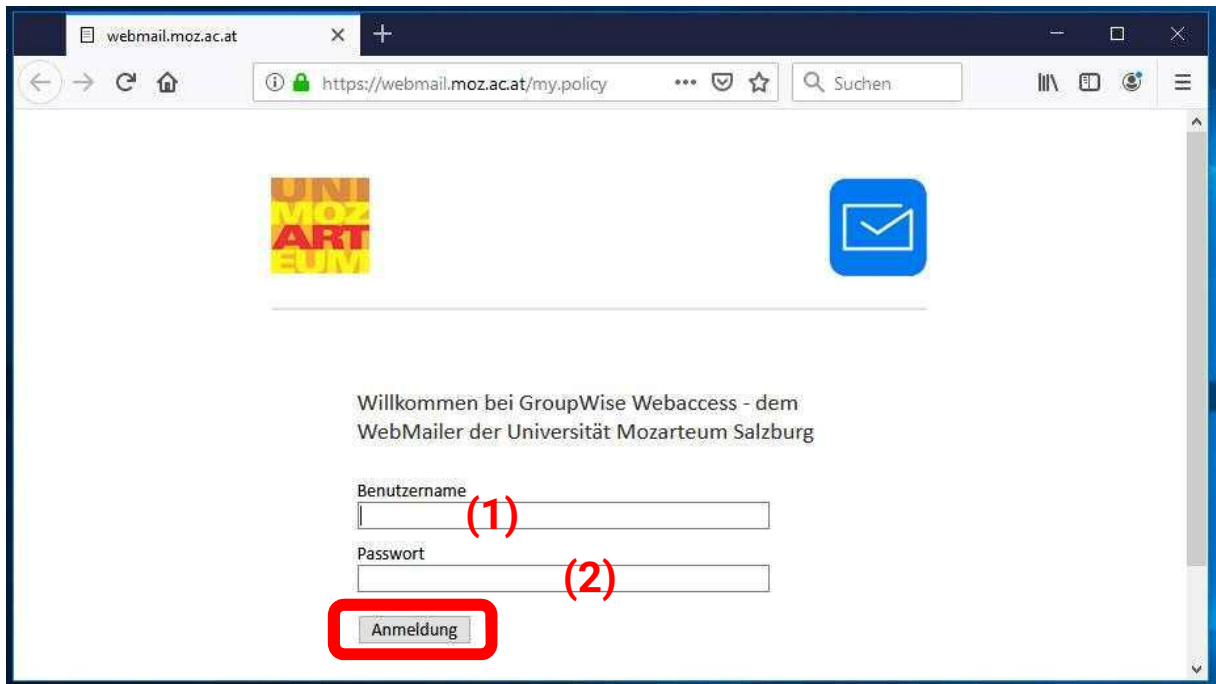 webmail.moz.ac.at
https://webmail.moz.ac.at/my.policy
Suchen
UNI
MOZ
ART
EUM
Willkommen bei GroupWise Webaccess - dem
WebMailer der Universität Mozarteum Salzburg
Benutzername
(1)
Passwort
(2)
Anmeldung